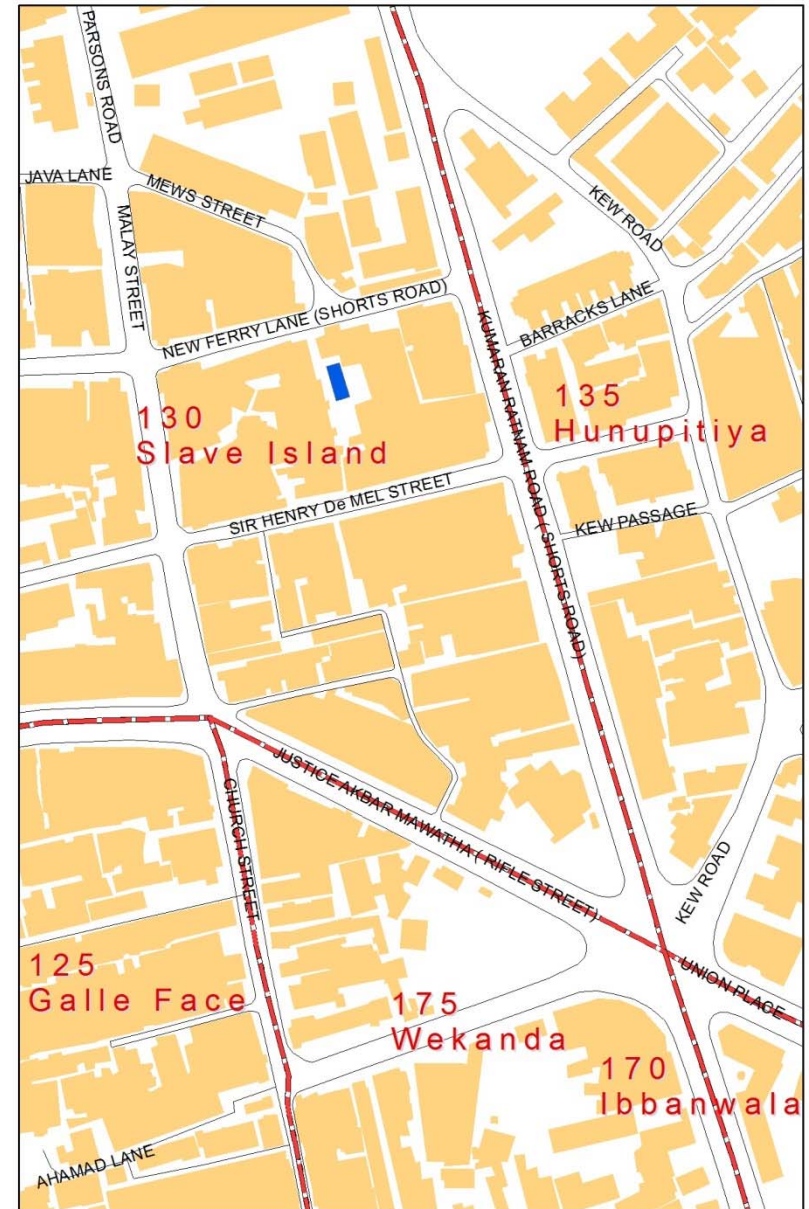 PARSONS ROAD
JAVA LANE
MEWS STREET
MALAY STREET
KEW ROAD
NEW FERRY LANE (SHORTS ROAD)
BARRACKS LANE
KUMARAN RATNAM ROAD ( SHORTS ROAD)
130
Slave Island
135
Hunupitiya
SIR HENRY De MEL STREET
KEW PASSAGE
JUSTICE AKBAR MAWATHA ( RIFLE STREET)
CHURCH STREET
KEW ROAD
125
Galle Face
UNION PLACE
175
Wekanda
170
Ibbanwala
AHAMAD LANE